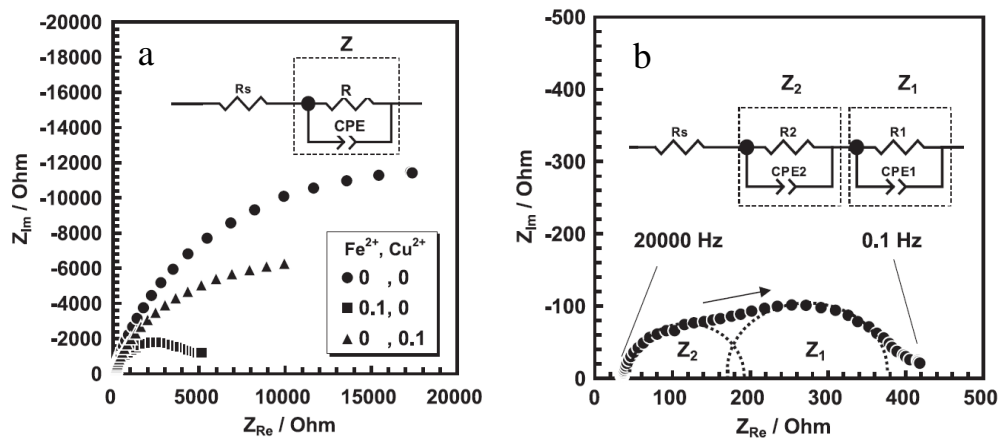 a
-20000
-18000
-16000
-14000
-12000
-10000
-8000
-6000
-4000
-2000
0
Z_Im / Ohm
Z
Rs
R
CPE
Fe²⁺, Cu²⁺
● 0 , 0
■ 0.1, 0
▲ 0 , 0.1
0 5000 10000 15000 20000
Z_Re / Ohm
b
-500
-400
-300
-200
-100
0
Z_Im / Ohm
Z₂ Z₁
Rs R2 R1
CPE2 CPE1
20000 Hz 0.1 Hz
Z₂ Z₁
0 100 200 300 400 500
Z_Re / Ohm